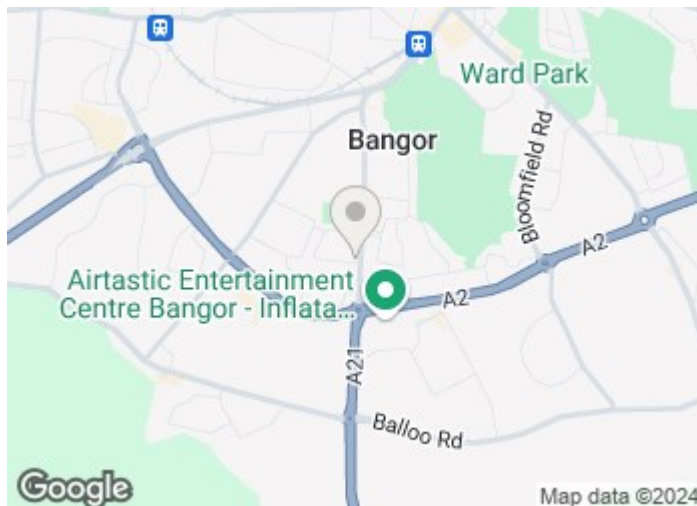 Ward Park
Bangor
Bloomfield Rd
Airtastic Entertainment
Centre Bangor - Inflata...
A2
A2
A21
Balloo Rd
Google
Map data ©2024